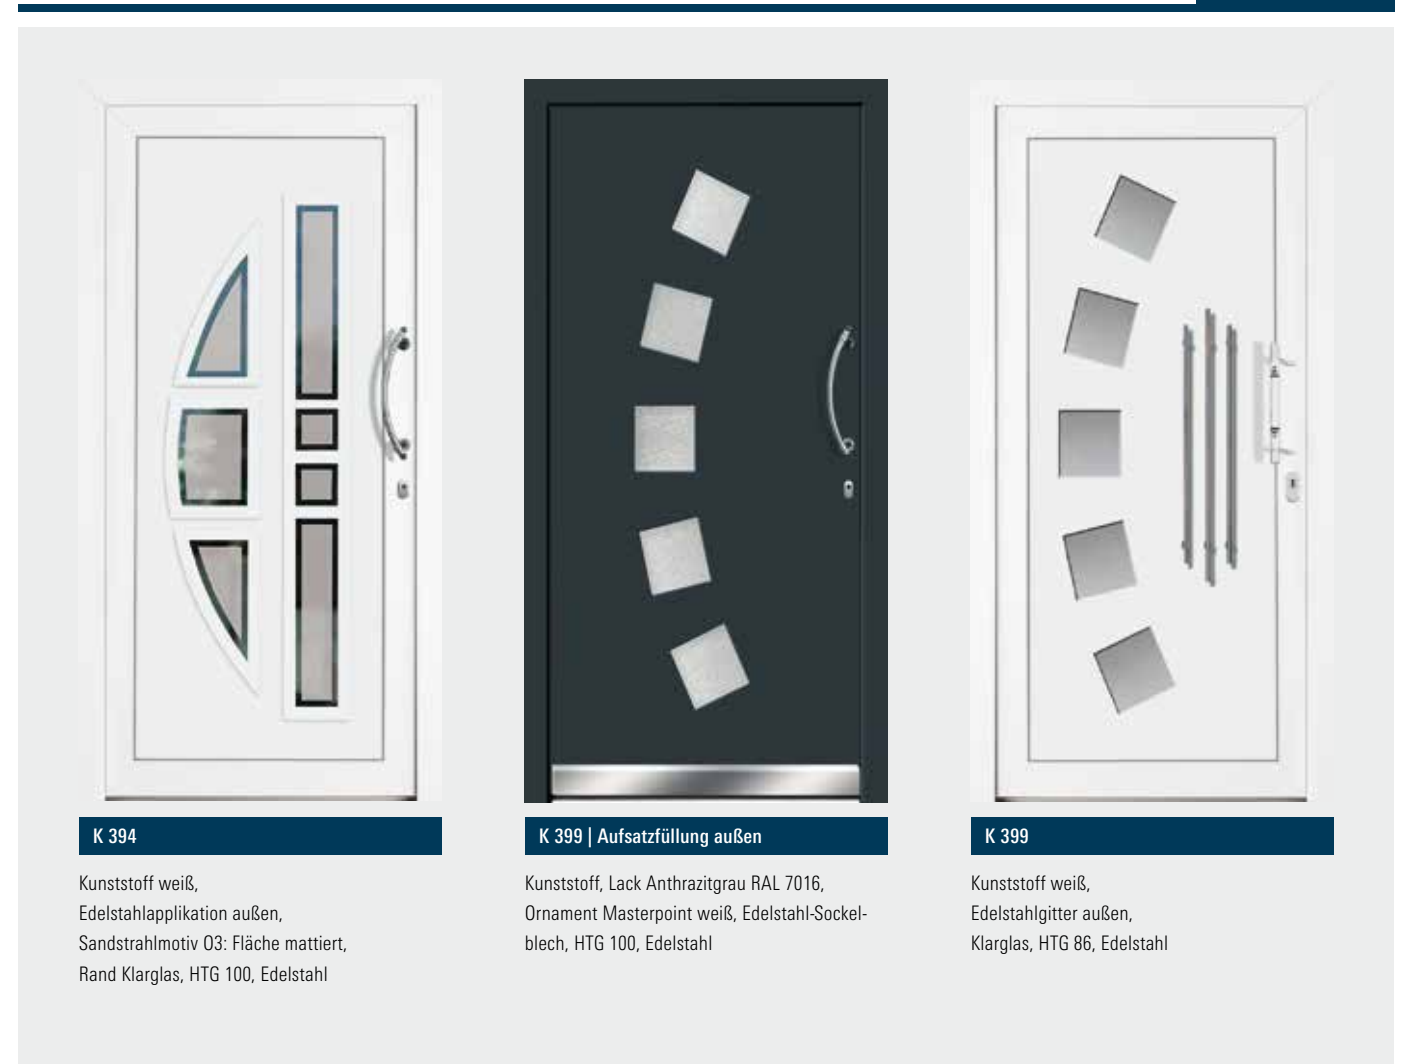 K 394
Kunststoff weiß,
Edelstahlapplikation außen,
Sandstrahlmotiv O3: Fläche mattiert,
Rand Klarglas, HTG 100, Edelstahl
K 399 | Aufsatzfüllung außen
Kunststoff, Lack Anthrazitgrau RAL 7016,
Ornament Masterpoint weiß, Edelstahl-Sockel-
blech, HTG 100, Edelstahl
K 399
Kunststoff weiß,
Edelstahlgitter außen,
Klarglas, HTG 86, Edelstahl